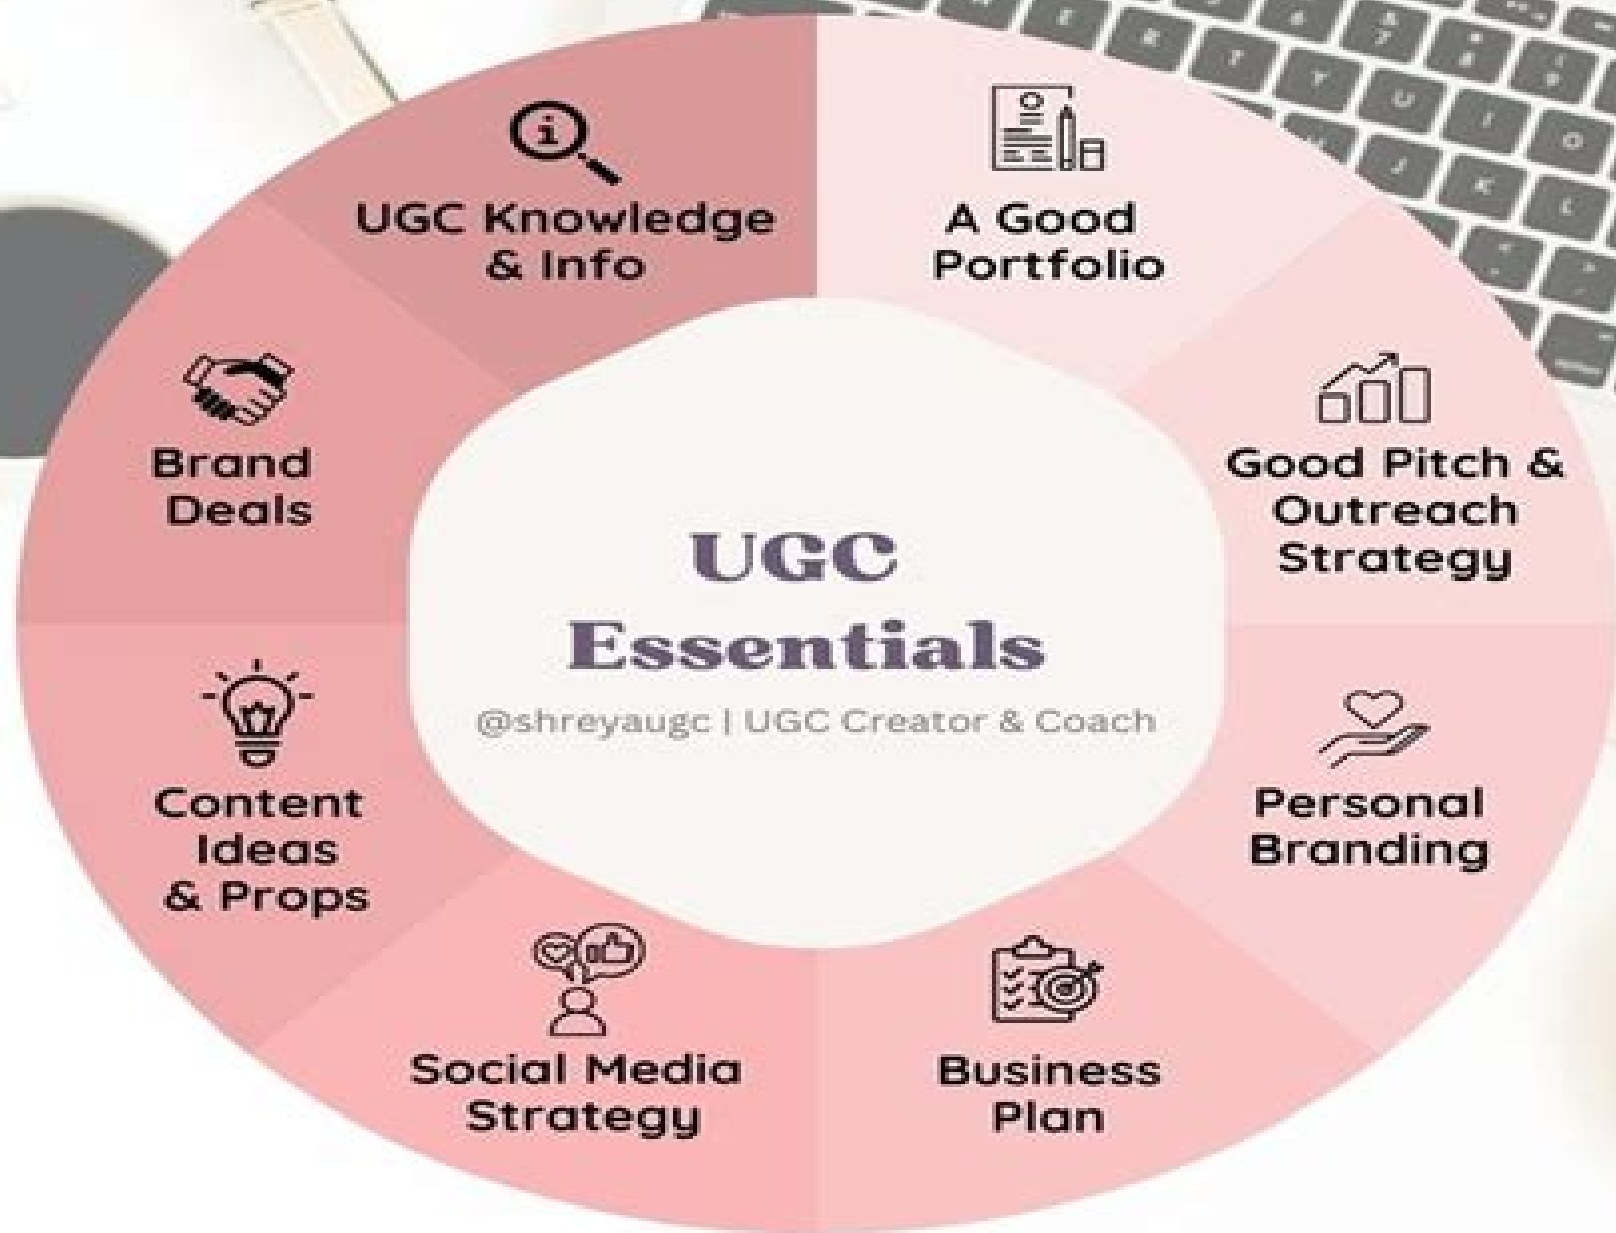 UGC Knowledge
& Info
A Good
Portfolio
Brand
Deals
Good Pitch &
Outreach
Strategy
UGC
Essentials
@shreyaugc | UGC Creator & Coach
Content
Ideas
& Props
Personal
Branding
Social Media
Strategy
Business
Plan